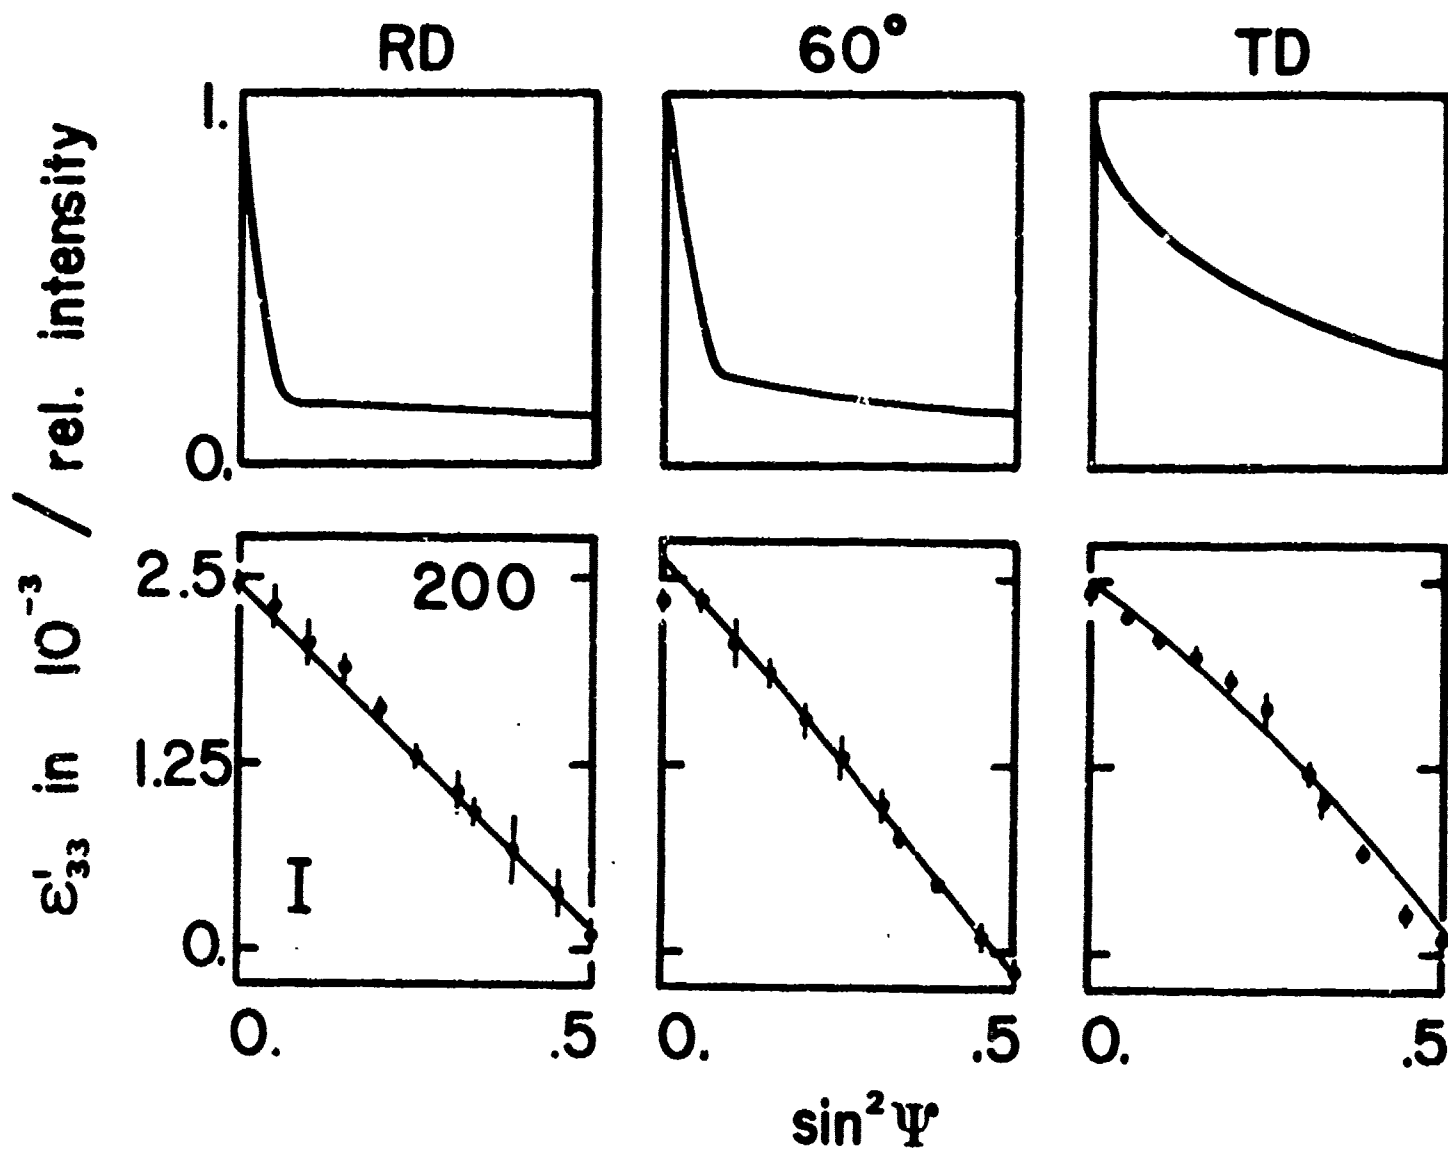 RD 60° TD
1.
0.
rel. intensity
/
ε'₃₃ in 10⁻³
2.5
1.25
0.
200
I
0. .5 0. .5 0. .5
sin² Ψ